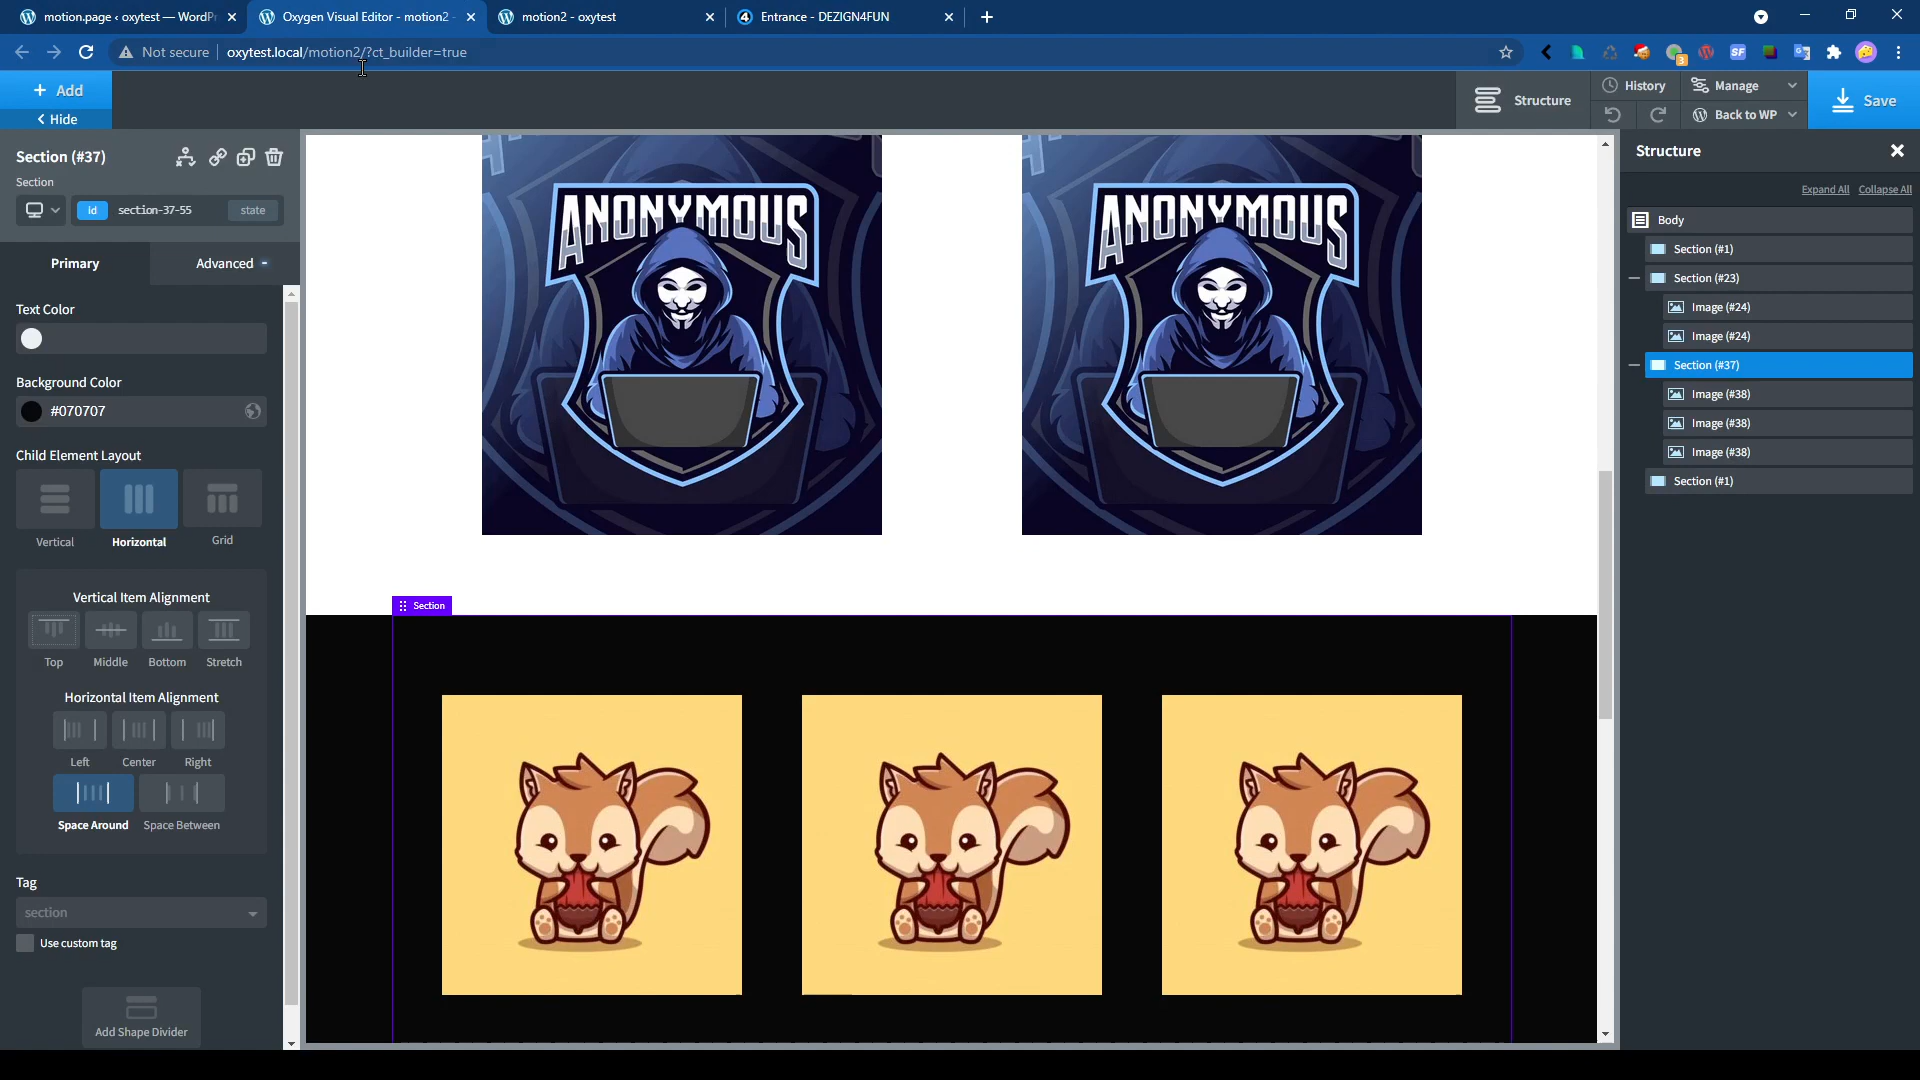 motion.page ‹ oxytest — WordPr
Oxygen Visual Editor - motion2 -
motion2 - oxytest
Entrance - DEZIGN4FUN
Not secure
oxytest.local/motion2/?ct_builder=true
3
+ Add
Hide
Structure
History
Manage
Back to WP
Save
Section (#37)
Section
id
section-37-55
state
Primary
Advanced
Text Color
Background Color
#070707
Child Element Layout
Vertical
Horizontal
Grid
Vertical Item Alignment
Top
Middle
Bottom
Stretch
Horizontal Item Alignment
Left
Center
Right
Space Around
Space Between
Tag
section
Use custom tag
Add Shape Divider
ANONYMOUS
ANONYMOUS
Section
Structure
Expand All
Collapse All
Body
Section (#1)
Section (#23)
Image (#24)
Image (#24)
Section (#37)
Image (#38)
Image (#38)
Image (#38)
Section (#1)